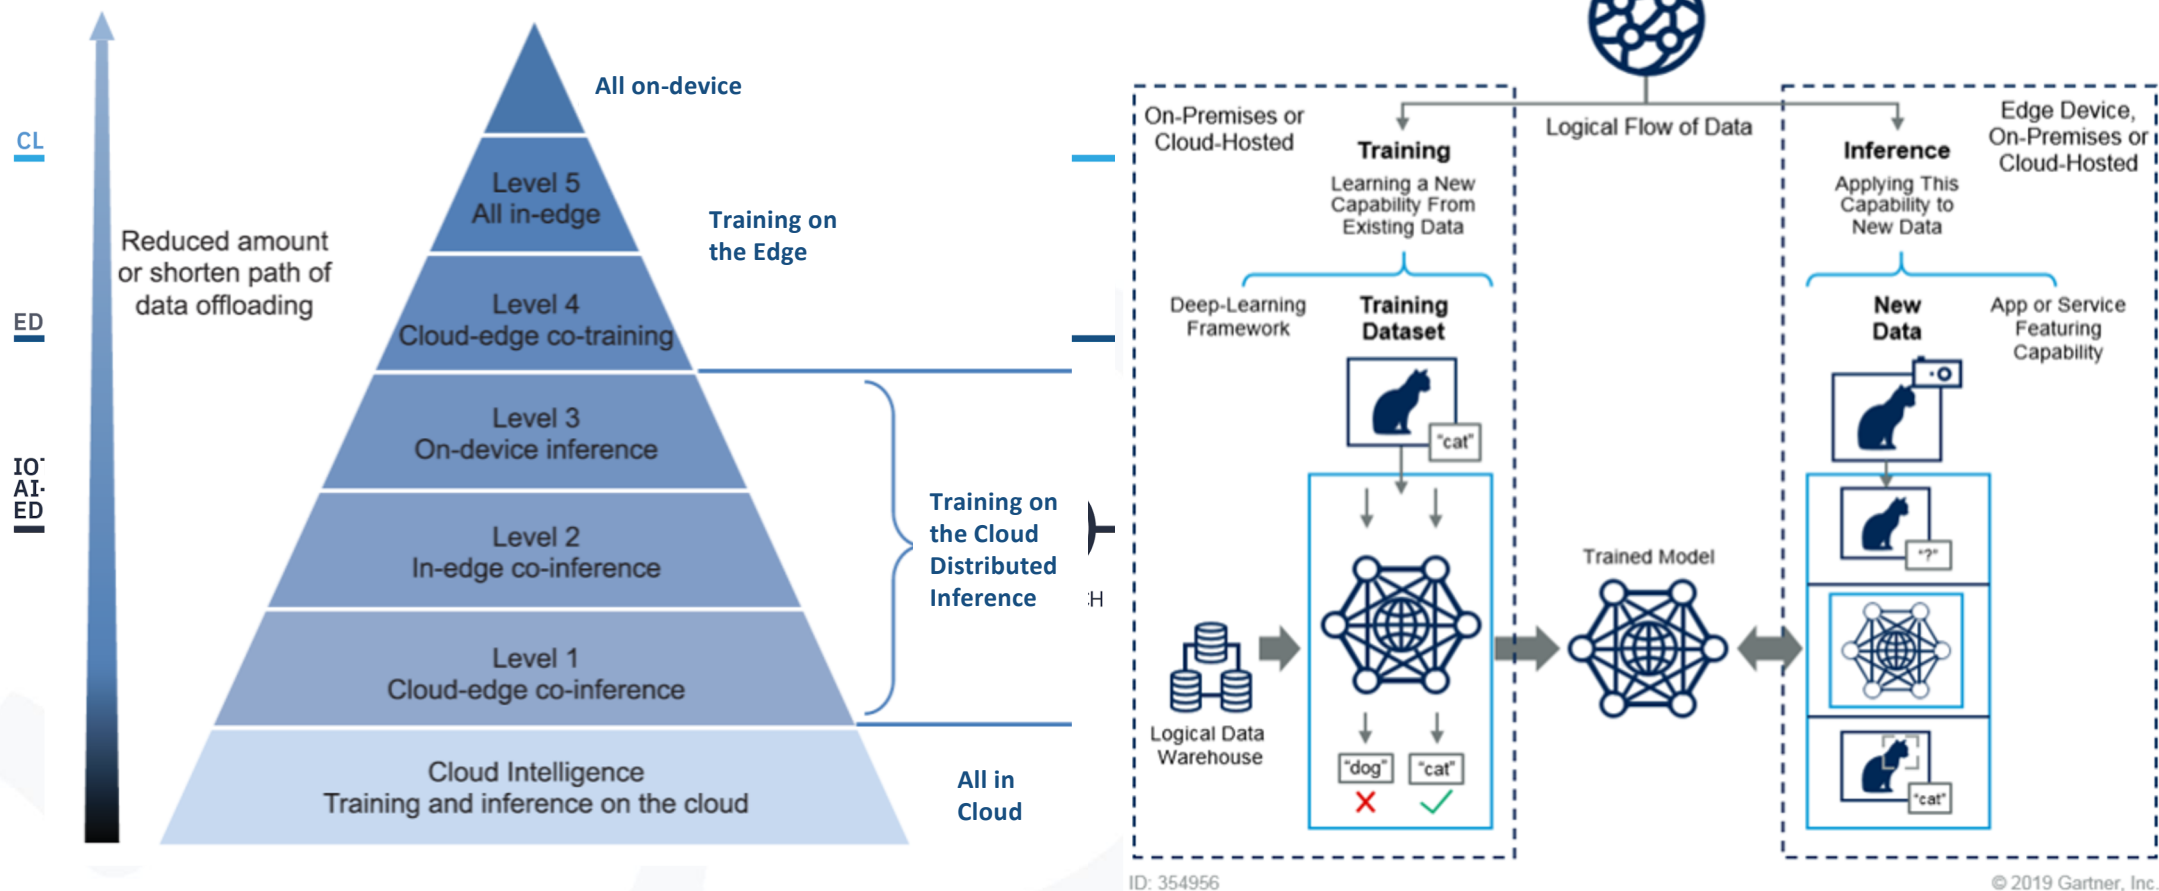 CL
ED
IO
AI-
ED
Reduced amount
or shorten path of
data offloading
All on-device
Level 5
All in-edge
Training on
the Edge
Level 4
Cloud-edge co-training
Level 3
On-device inference
Level 2
In-edge co-inference
Level 1
Cloud-edge co-inference
Training on
the Cloud
Distributed
Inference
Cloud Intelligence
Training and inference on the cloud
All in
Cloud
CH
On-Premises or
Cloud-Hosted
Logical Flow of Data
Edge Device,
On-Premises or
Cloud-Hosted
Training
Learning a New
Capability From
Existing Data
Inference
Applying This
Capability to
New Data
Deep-Learning
Framework
Training
Dataset
"cat"
New
Data
App or Service
Featuring
Capability
"?"
Trained Model
Logical Data
Warehouse
"dog"
"cat"
"cat"
ID: 354956
© 2019 Gartner, Inc.